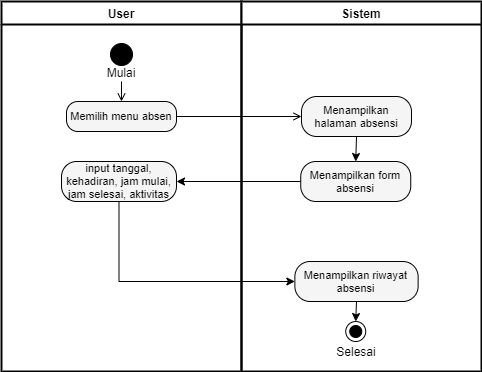 User
Sistem
Mulai
Memilih menu absen
Menampilkan
halaman absensi
Menampilkan form
absensi
input tanggal,
kehadiran, jam mulai,
jam selesai, aktivitas
Menampilkan riwayat
absensi
Selesai